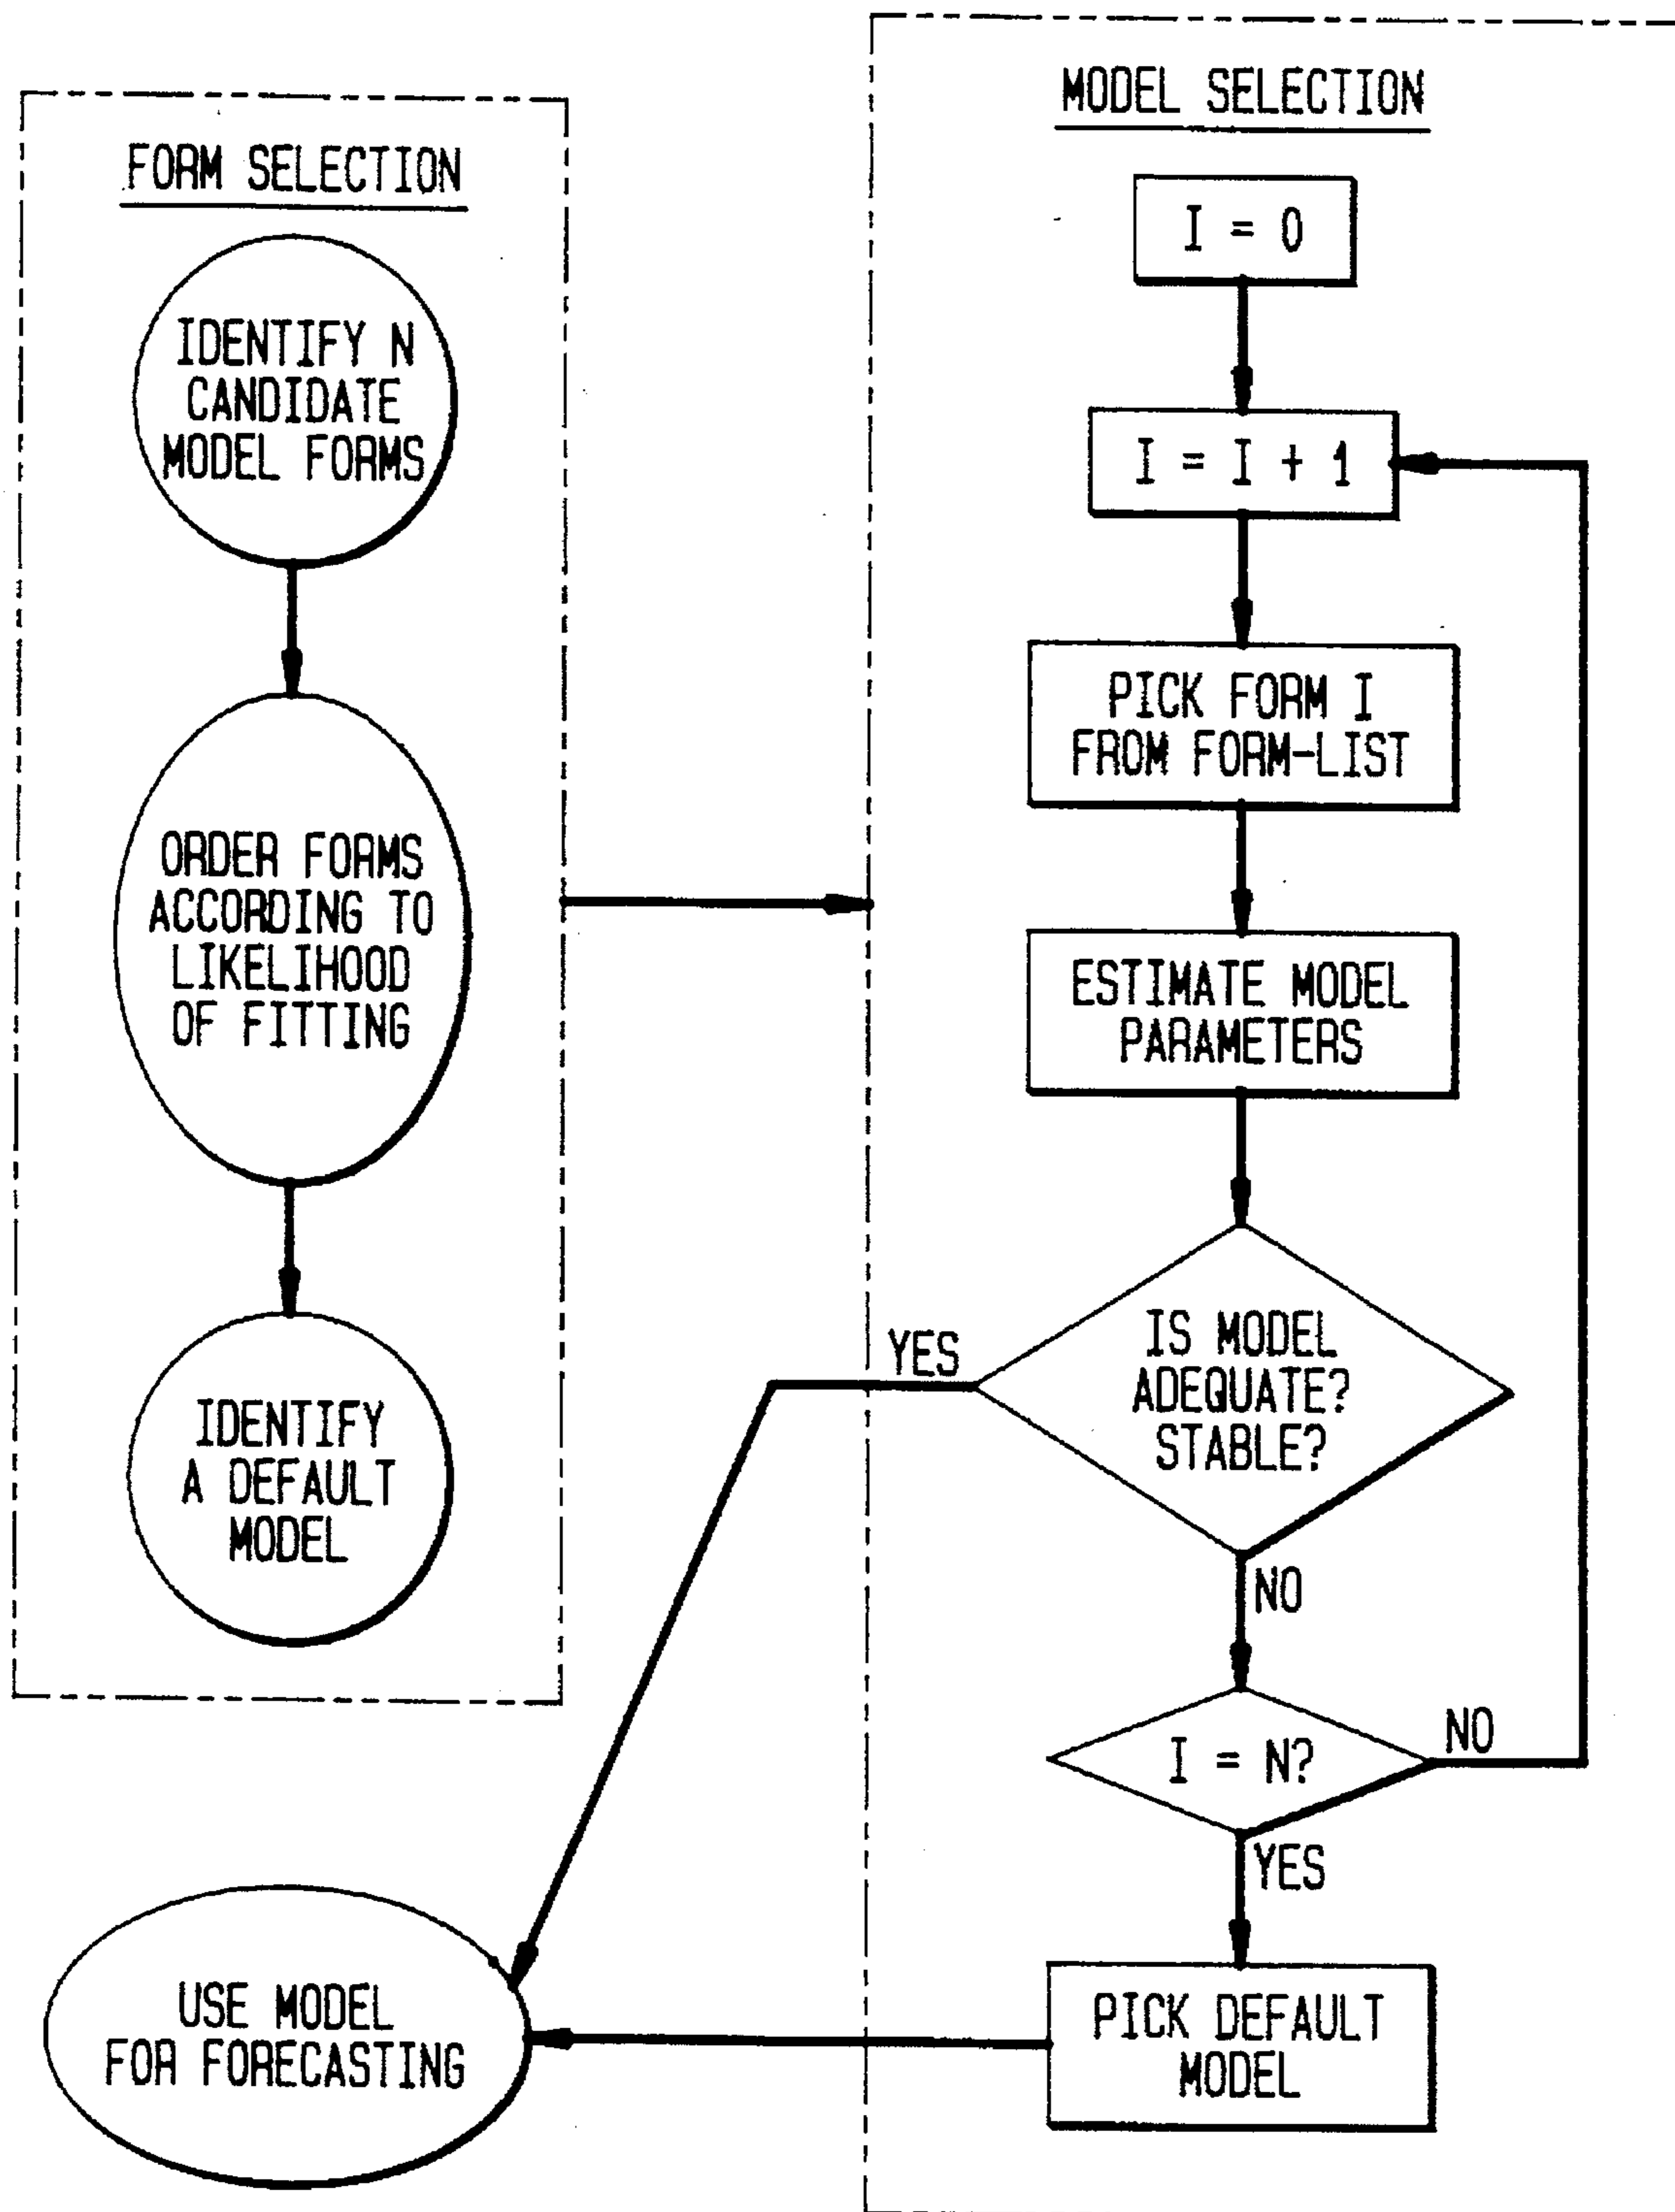 FORM SELECTION
IDENTIFY N
CANDIDATE
MODEL FORMS
ORDER FORMS
ACCORDING TO
LIKELIHOOD
OF FITTING
IDENTIFY
A DEFAULT
MODEL
MODEL SELECTION
I = 0
I = I + 1
PICK FORM I
FROM FORM-LIST
ESTIMATE MODEL
PARAMETERS
IS MODEL
ADEQUATE?
STABLE?
YES
NO
I = N?
NO
YES
PICK DEFAULT
MODEL
USE MODEL
FOR FORECASTING